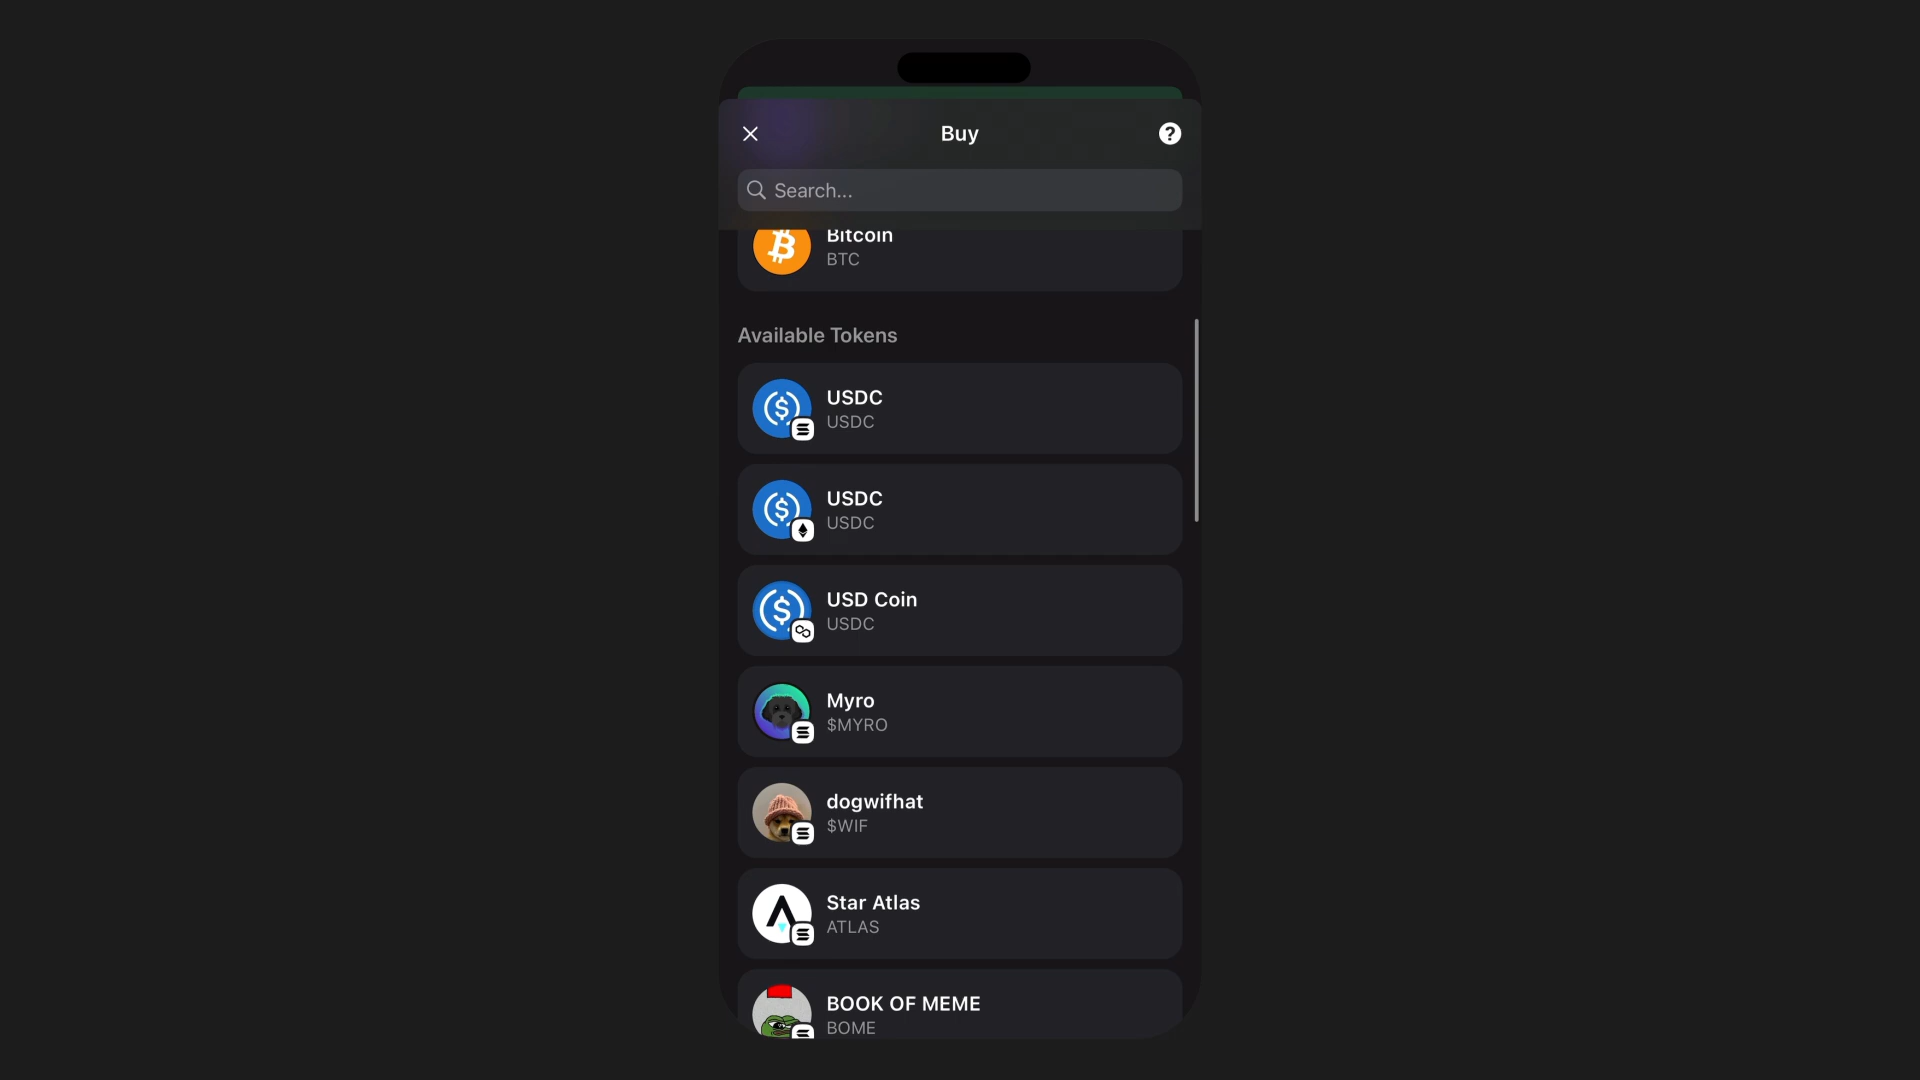 Buy
Search...
Bitcoin
BTC
Available Tokens
USDC
USDC
USDC
USDC
USD Coin
USDC
Myro
$MYRO
dogwifhat
$WIF
Star Atlas
ATLAS
BOOK OF MEME
BOME